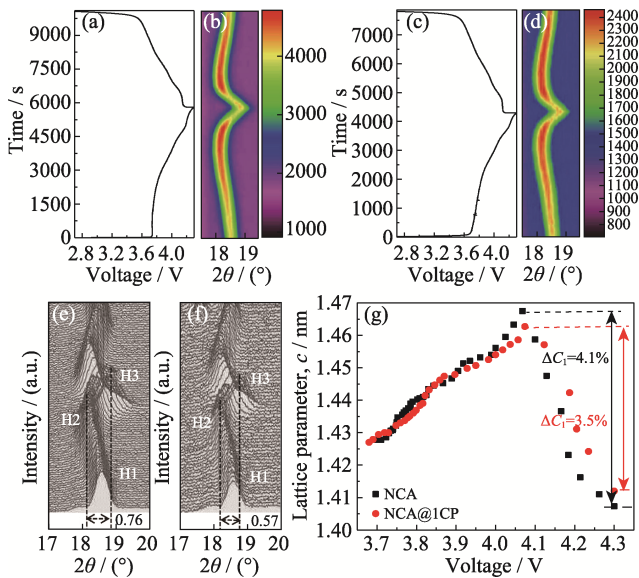 (a)
(b)
(c)
(d)
9000
7500
6000
4500
3000
1500
0
Time / s
2.8 3.2 3.6 4.0
Voltage / V
18 19
2θ / (°)
4000
3000
2000
1000
7000
6000
5000
4000
3000
2000
1000
0
Time / s
2.8 3.2 3.6 4.0
Voltage / V
18 19
2θ / (°)
2400
2300
2200
2100
2000
1900
1800
1700
1600
1500
1400
1300
1200
1100
1000
900
800
700
(e)
H3
H2
H1
0.76
Intensity / (a.u.)
17 18 19 20
2θ / (°)
(f)
H3
H2
H1
0.57
Intensity / (a.u.)
17 18 19 20
2θ / (°)
(g)
1.47
1.46
1.45
1.44
1.43
1.42
1.41
1.40
Lattice parameter, c / nm
ΔC1=4.1%
ΔC1=3.5%
NCA
NCA@1CP
3.7 3.8 3.9 4.0 4.1 4.2 4.3
Voltage / V